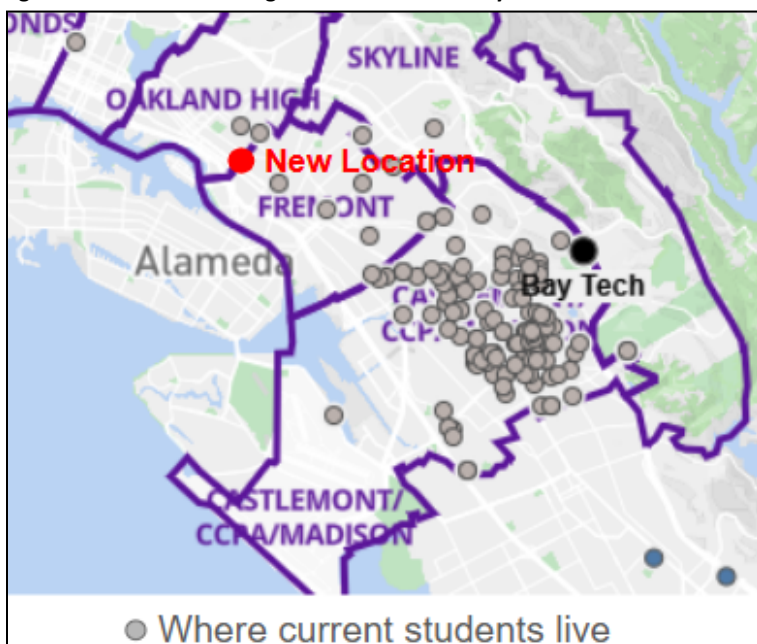 ONDS
SKYLINE
OAKLAND HIGH
New Location
FREMONT
Alameda
Bay Tech
CASTLEMONT/
CCPA/MADISON
Where current students live